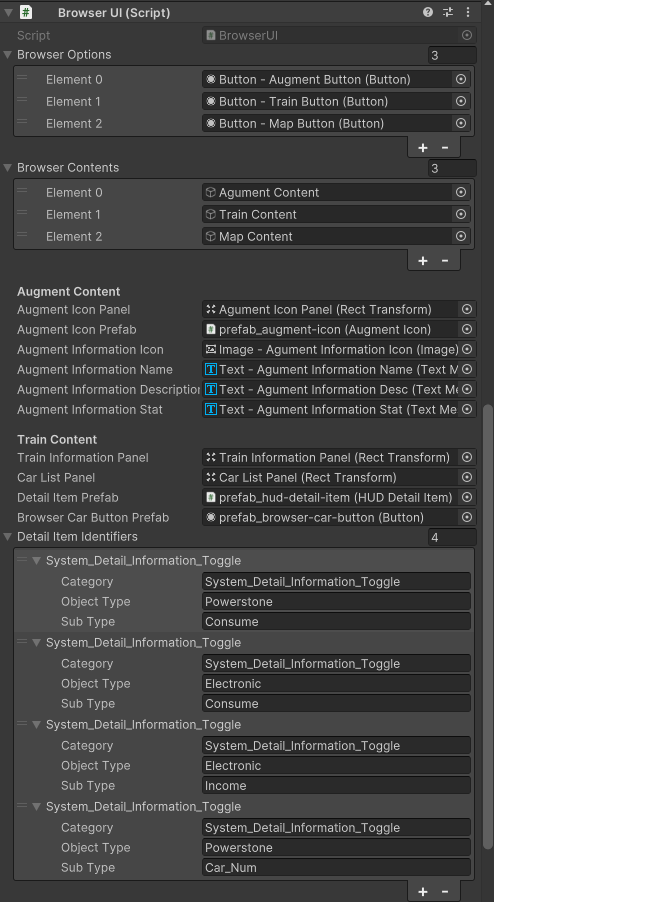 Browser UI (Script)
Script BrowserUI
Browser Options 3
Element 0 Button - Augment Button (Button)
Element 1 Button - Train Button (Button)
Element 2 Button - Map Button (Button)
+ -
Browser Contents 3
Element 0 Agument Content
Element 1 Train Content
Element 2 Map Content
+ -
Augment Content
Augment Icon Panel Agument Icon Panel (Rect Transform)
Augment Icon Prefab prefab_augment-icon (Augment Icon)
Augment Information Icon Image - Agument Information Icon (Image)
Augment Information Name Text - Agument Information Name (Text M
Augment Information Description Text - Agument Information Desc (Text Me
Augment Information Stat Text - Agument Information Stat (Text Me
Train Content
Train Information Panel Train Information Panel (Rect Transform)
Car List Panel Car List Panel (Rect Transform)
Detail Item Prefab prefab_hud-detail-item (HUD Detail Item)
Browser Car Button Prefab prefab_browser-car-button (Button)
Detail Item Identifiers 4
System_Detail_Information_Toggle
Category System_Detail_Information_Toggle
Object Type Powerstone
Sub Type Consume
System_Detail_Information_Toggle
Category System_Detail_Information_Toggle
Object Type Electronic
Sub Type Consume
System_Detail_Information_Toggle
Category System_Detail_Information_Toggle
Object Type Electronic
Sub Type Income
System_Detail_Information_Toggle
Category System_Detail_Information_Toggle
Object Type Powerstone
Sub Type Car_Num
+ -